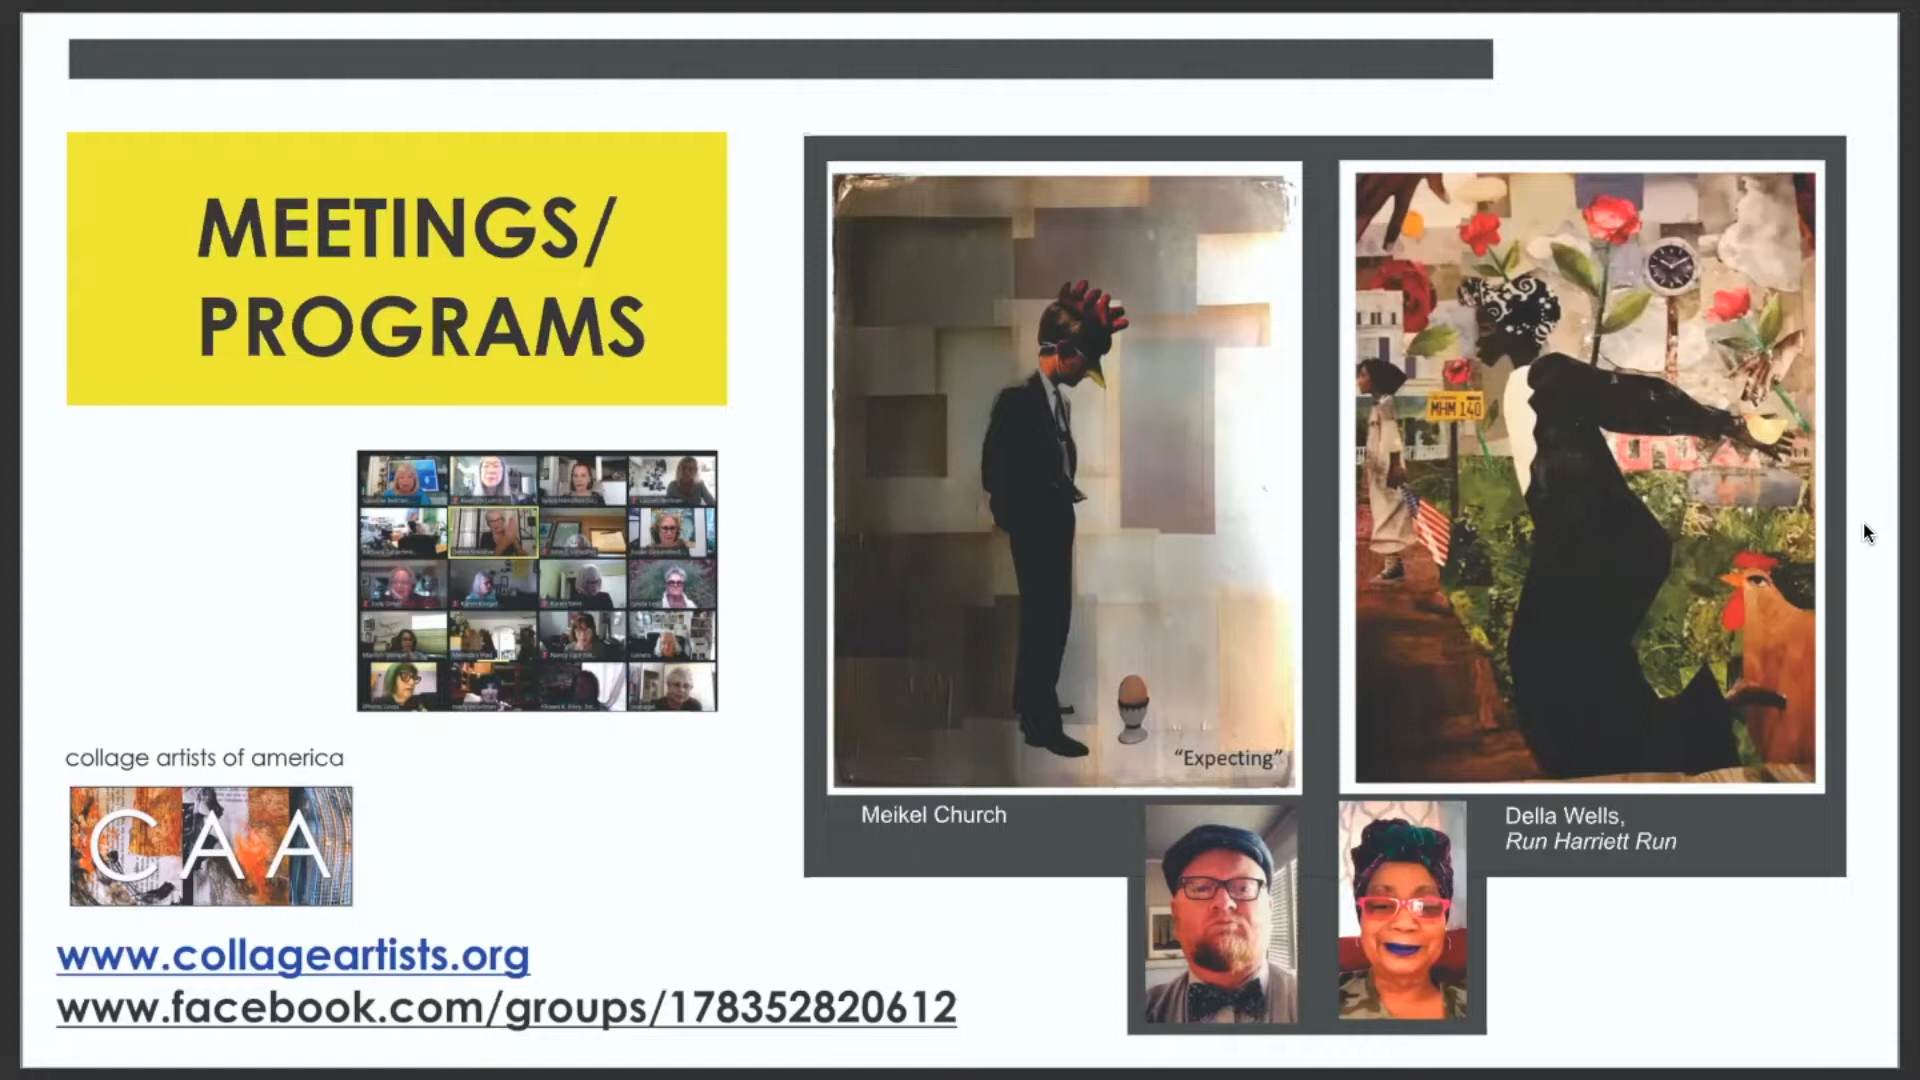 MEETINGS/
PROGRAMS
collage artists of america
CAA
www.collageartists.org
www.facebook.com/groups/178352820612
MHM 140
"Expecting"
Meikel Church
Della Wells,
Run Harriett Run